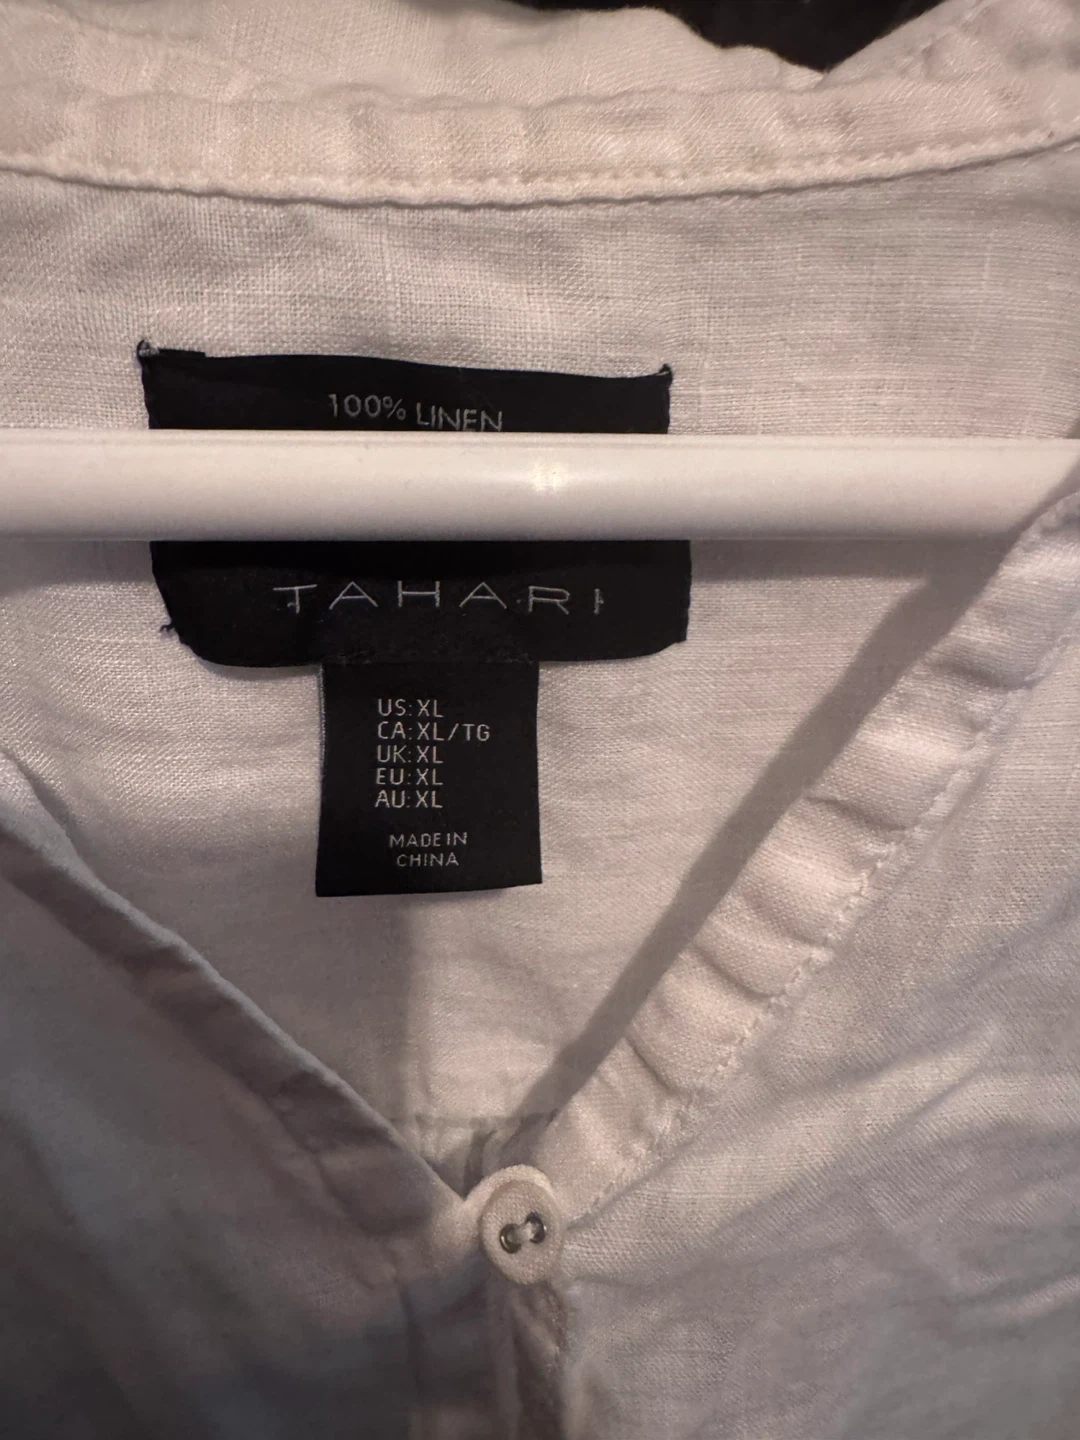 100% LINEN
TAHARI
US: XL
CA: XL/TG
UK: XL
EU: XL
AU: XL
MADE IN
CHINA